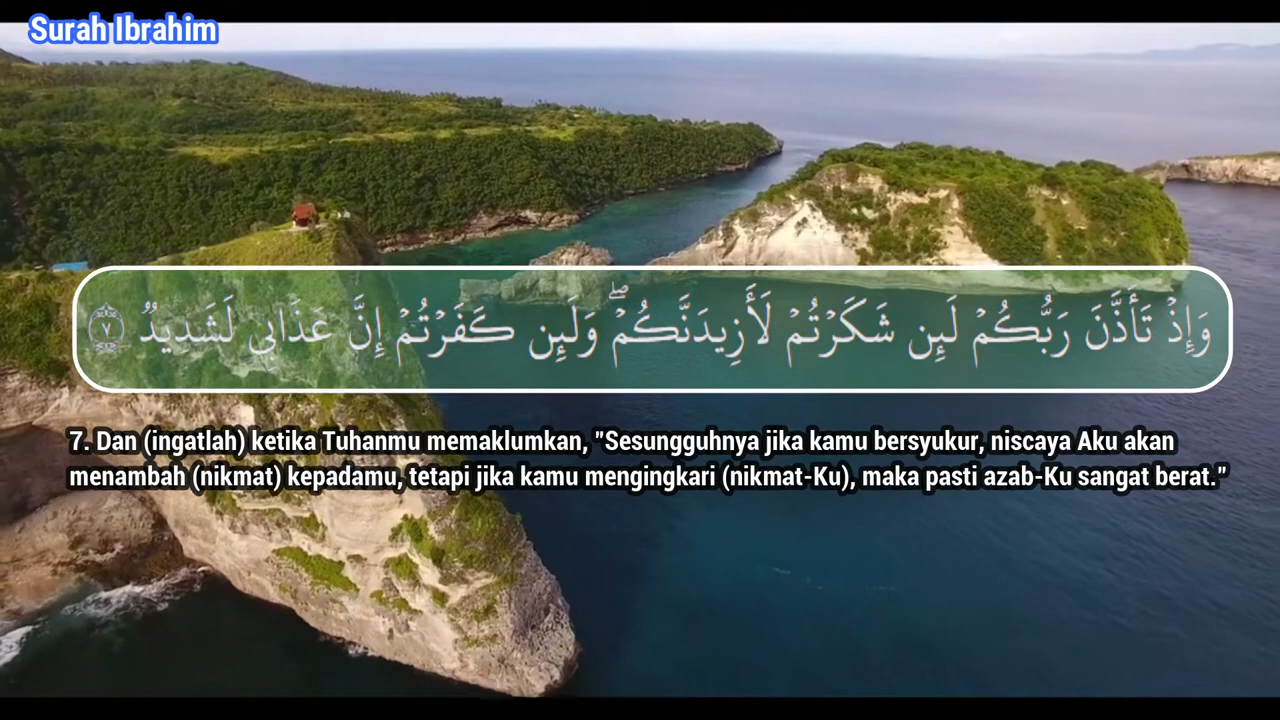 Surah Ibrahim
وَإِذْ تَأَذَّنَ رَبُّكُمْ لَئِن شَكَرْتُمْ لَأَزِيدَنَّكُمْ ۖ وَلَئِن كَفَرْتُمْ إِنَّ عَذَابِي لَشَدِيدٌ ٧
7. Dan (ingatlah) ketika Tuhanmu memaklumkan, "Sesungguhnya jika kamu bersyukur, niscaya Aku akan
menambah (nikmat) kepadamu, tetapi jika kamu mengingkari (nikmat-Ku), maka pasti azab-Ku sangat berat."